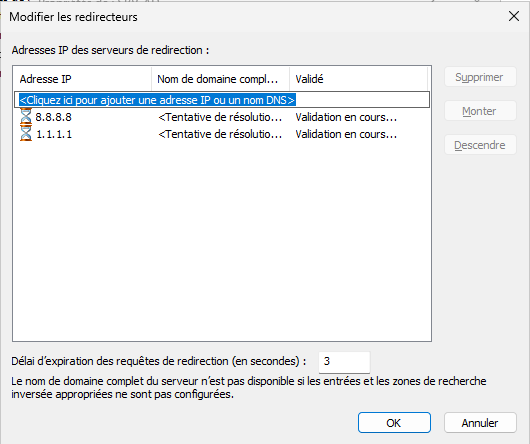 Modifier les redirecteurs
Adresses IP des serveurs de redirection :
Adresse IP Nom de domaine compl... Validé
<Cliquez ici pour ajouter une adresse IP ou un nom DNS>
8.8.8.8 <Tentative de résolutio... Validation en cours...
1.1.1.1 <Tentative de résolutio... Validation en cours...
Supprimer
Monter
Descendre
Délai d'expiration des requêtes de redirection (en secondes) : 3
Le nom de domaine complet du serveur n'est pas disponible si les entrées et les zones de recherche
inversée appropriées ne sont pas configurées.
OK Annuler